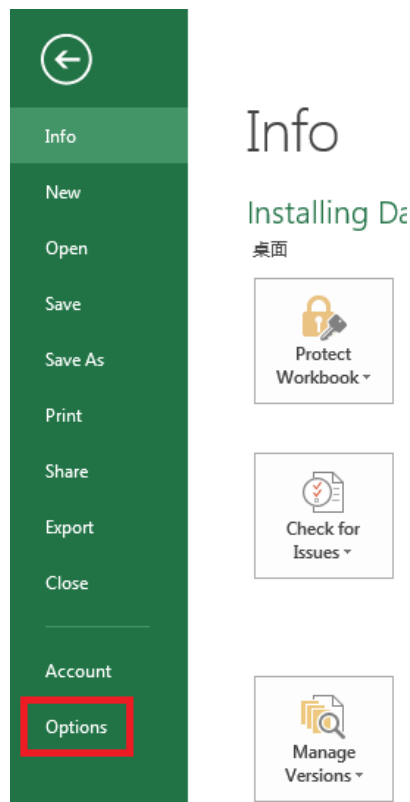 Info
New
Open
Save
Save As
Print
Share
Export
Close
Account
Options
Info
Installing
桌面
Protect
Workbook
Check for
Issues
Manage
Versions